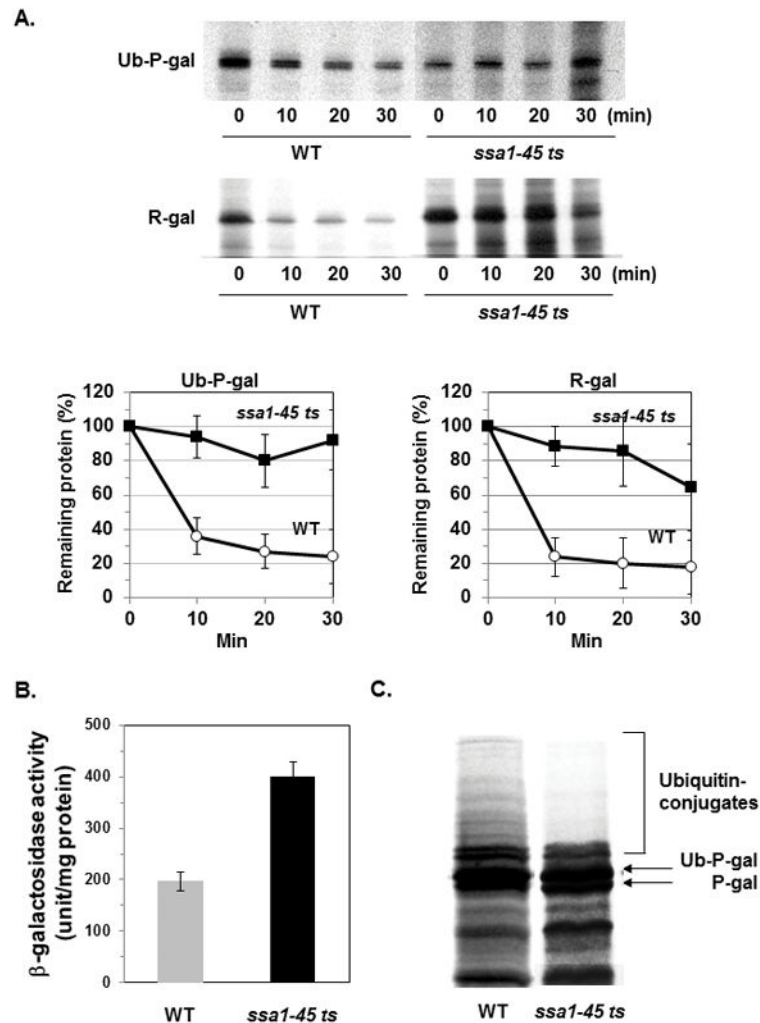 A.
Ub-P-gal
0 10 20 30 0 10 20 30 (min)
WT ssa1-45 ts
R-gal
0 10 20 30 0 10 20 30 (min)
WT ssa1-45 ts
Ub-P-gal
Remaining protein (%)
120
100
80
60
40
20
0
ssa1-45 ts
WT
0 10 20 30
Min
R-gal
Remaining protein (%)
120
100
80
60
40
20
0
ssa1-45 ts
WT
0 10 20 30
Min
B.
β-galactosidase activity
(unit/mg protein)
500
400
300
200
100
0
WT ssa1-45 ts
C.
Ubiquitin-
conjugates
Ub-P-gal
P-gal
WT ssa1-45 ts